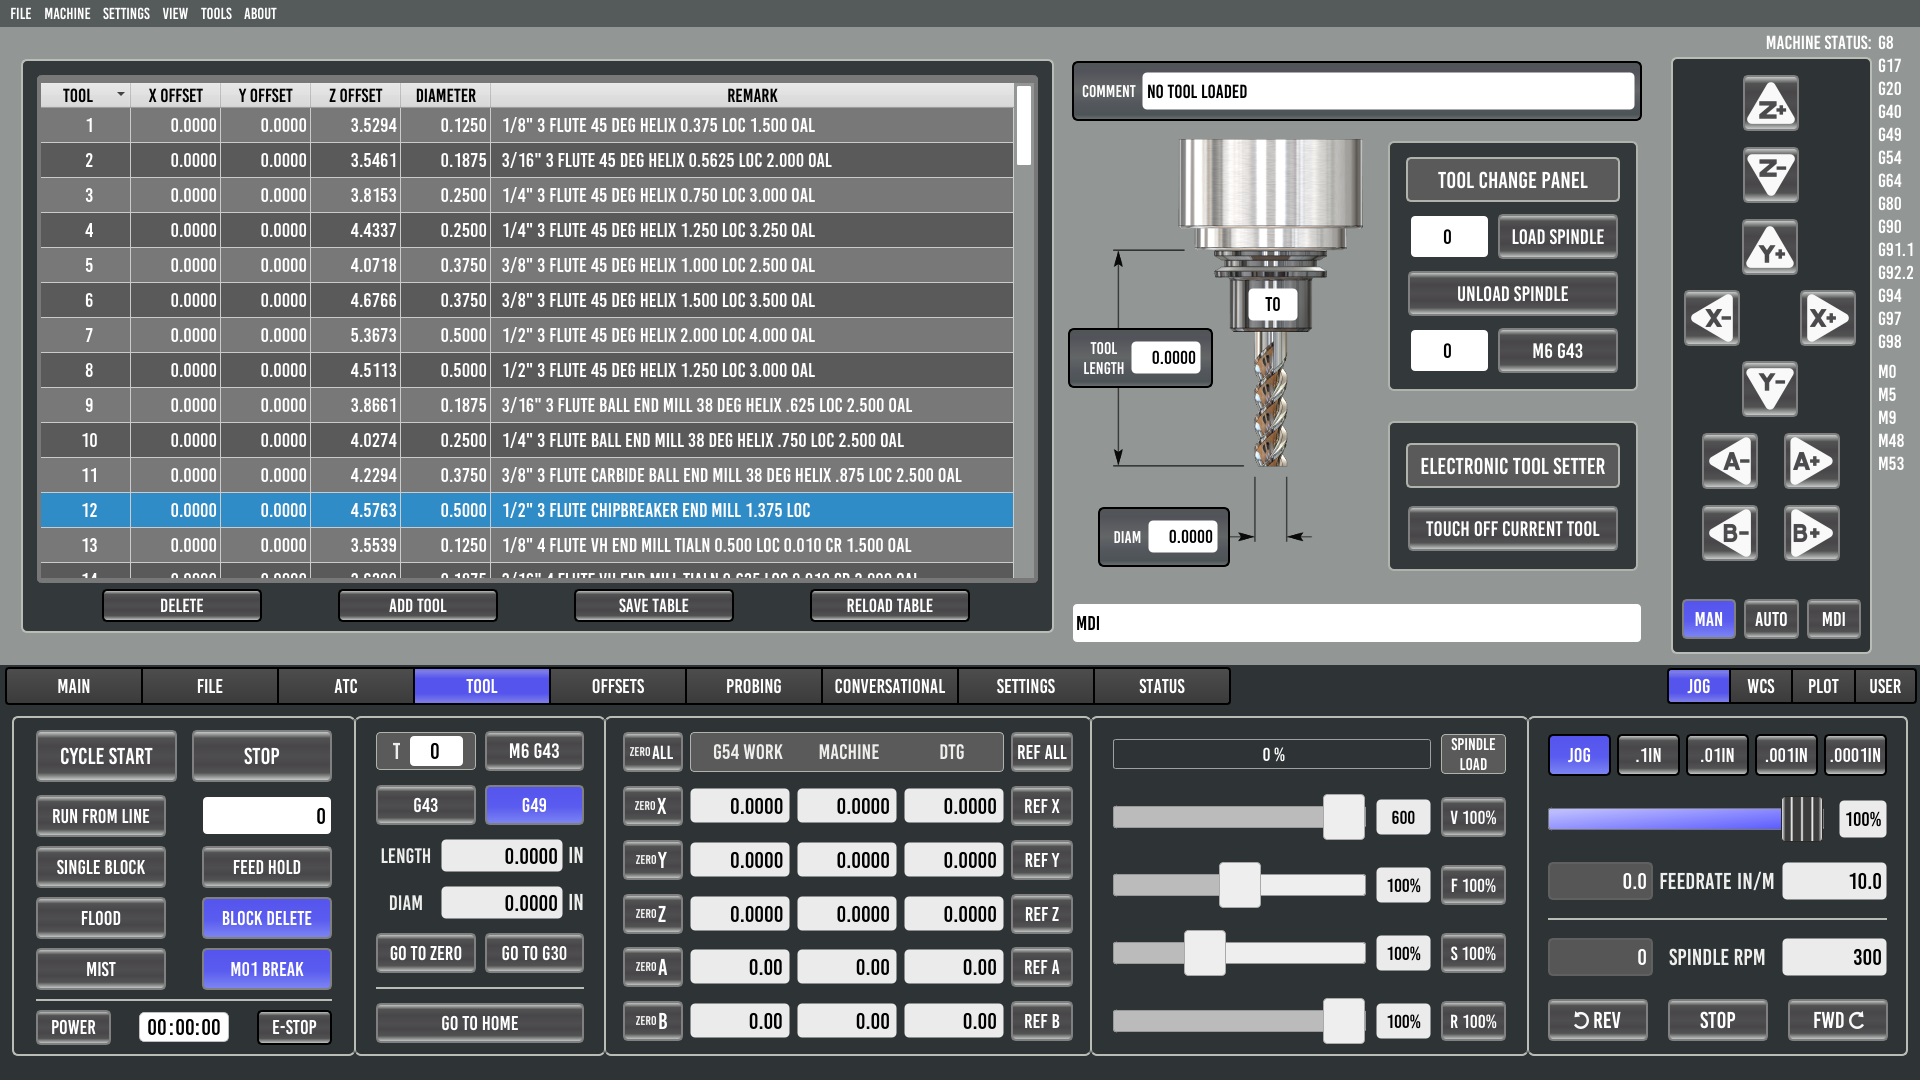 FILE MACHINE SETTINGS VIEW TOOLS ABOUT
MACHINE STATUS: G8
G17
G20
G40
G49
G54
G64
G80
G90
G91.1
G92.2
G94
G97
G98
M0
M5
M9
M48
M53
TOOL X OFFSET Y OFFSET Z OFFSET DIAMETER REMARK
1 0.0000 0.0000 3.5294 0.1250 1/8" 3 FLUTE 45 DEG HELIX 0.375 LOC 1.500 OAL
2 0.0000 0.0000 3.5461 0.1875 3/16" 3 FLUTE 45 DEG HELIX 0.5625 LOC 2.000 OAL
3 0.0000 0.0000 3.8153 0.2500 1/4" 3 FLUTE 45 DEG HELIX 0.750 LOC 3.000 OAL
4 0.0000 0.0000 4.4337 0.2500 1/4" 3 FLUTE 45 DEG HELIX 1.250 LOC 3.250 OAL
5 0.0000 0.0000 4.0718 0.3750 3/8" 3 FLUTE 45 DEG HELIX 1.000 LOC 2.500 OAL
6 0.0000 0.0000 4.6766 0.3750 3/8" 3 FLUTE 45 DEG HELIX 1.500 LOC 3.500 OAL
7 0.0000 0.0000 5.3673 0.5000 1/2" 3 FLUTE 45 DEG HELIX 2.000 LOC 4.000 OAL
8 0.0000 0.0000 4.5113 0.5000 1/2" 3 FLUTE 45 DEG HELIX 1.250 LOC 3.000 OAL
9 0.0000 0.0000 3.8661 0.1875 3/16" 3 FLUTE BALL END MILL 38 DEG HELIX .625 LOC 2.500 OAL
10 0.0000 0.0000 4.0274 0.2500 1/4" 3 FLUTE BALL END MILL 38 DEG HELIX .750 LOC 2.500 OAL
11 0.0000 0.0000 4.2294 0.3750 3/8" 3 FLUTE CARBIDE BALL END MILL 38 DEG HELIX .875 LOC 2.500 OAL
12 0.0000 0.0000 4.5763 0.5000 1/2" 3 FLUTE CHIPBREAKER END MILL 1.375 LOC
13 0.0000 0.0000 3.5539 0.1250 1/8" 4 FLUTE VH END MILL TIALN 0.500 LOC 0.010 CR 1.500 OAL
DELETE ADD TOOL SAVE TABLE RELOAD TABLE
COMMENT NO TOOL LOADED
T0
TOOL LENGTH 0.0000
DIAM 0.0000
TOOL CHANGE PANEL
0 LOAD SPINDLE
UNLOAD SPINDLE
0 M6 G43
ELECTRONIC TOOL SETTER
TOUCH OFF CURRENT TOOL
MDI
Z+
Z-
Y+
X- X+
Y-
A- A+
B- B+
MAN AUTO MDI
MAIN FILE ATC TOOL OFFSETS PROBING CONVERSATIONAL SETTINGS STATUS
JOG WCS PLOT USER
CYCLE START STOP
RUN FROM LINE 0
SINGLE BLOCK FEED HOLD
FLOOD BLOCK DELETE
MIST M01 BREAK
POWER 00:00:00 E-STOP
T 0 M6 G43
G43 G49
LENGTH 0.0000 IN
DIAM 0.0000 IN
GO TO ZERO GO TO G30
GO TO HOME
ZERO ALL G54 WORK MACHINE DTG REF ALL
ZERO X 0.0000 0.0000 0.0000 REF X
ZERO Y 0.0000 0.0000 0.0000 REF Y
ZERO Z 0.0000 0.0000 0.0000 REF Z
ZERO A 0.00 0.00 0.00 REF A
ZERO B 0.00 0.00 0.00 REF B
0 % SPINDLE LOAD
600 V 100%
100% F 100%
100% S 100%
100% R 100%
JOG .1IN .01IN .001IN .0001IN
100%
0.0 FEEDRATE IN/M 10.0
0 SPINDLE RPM 300
REV STOP FWD